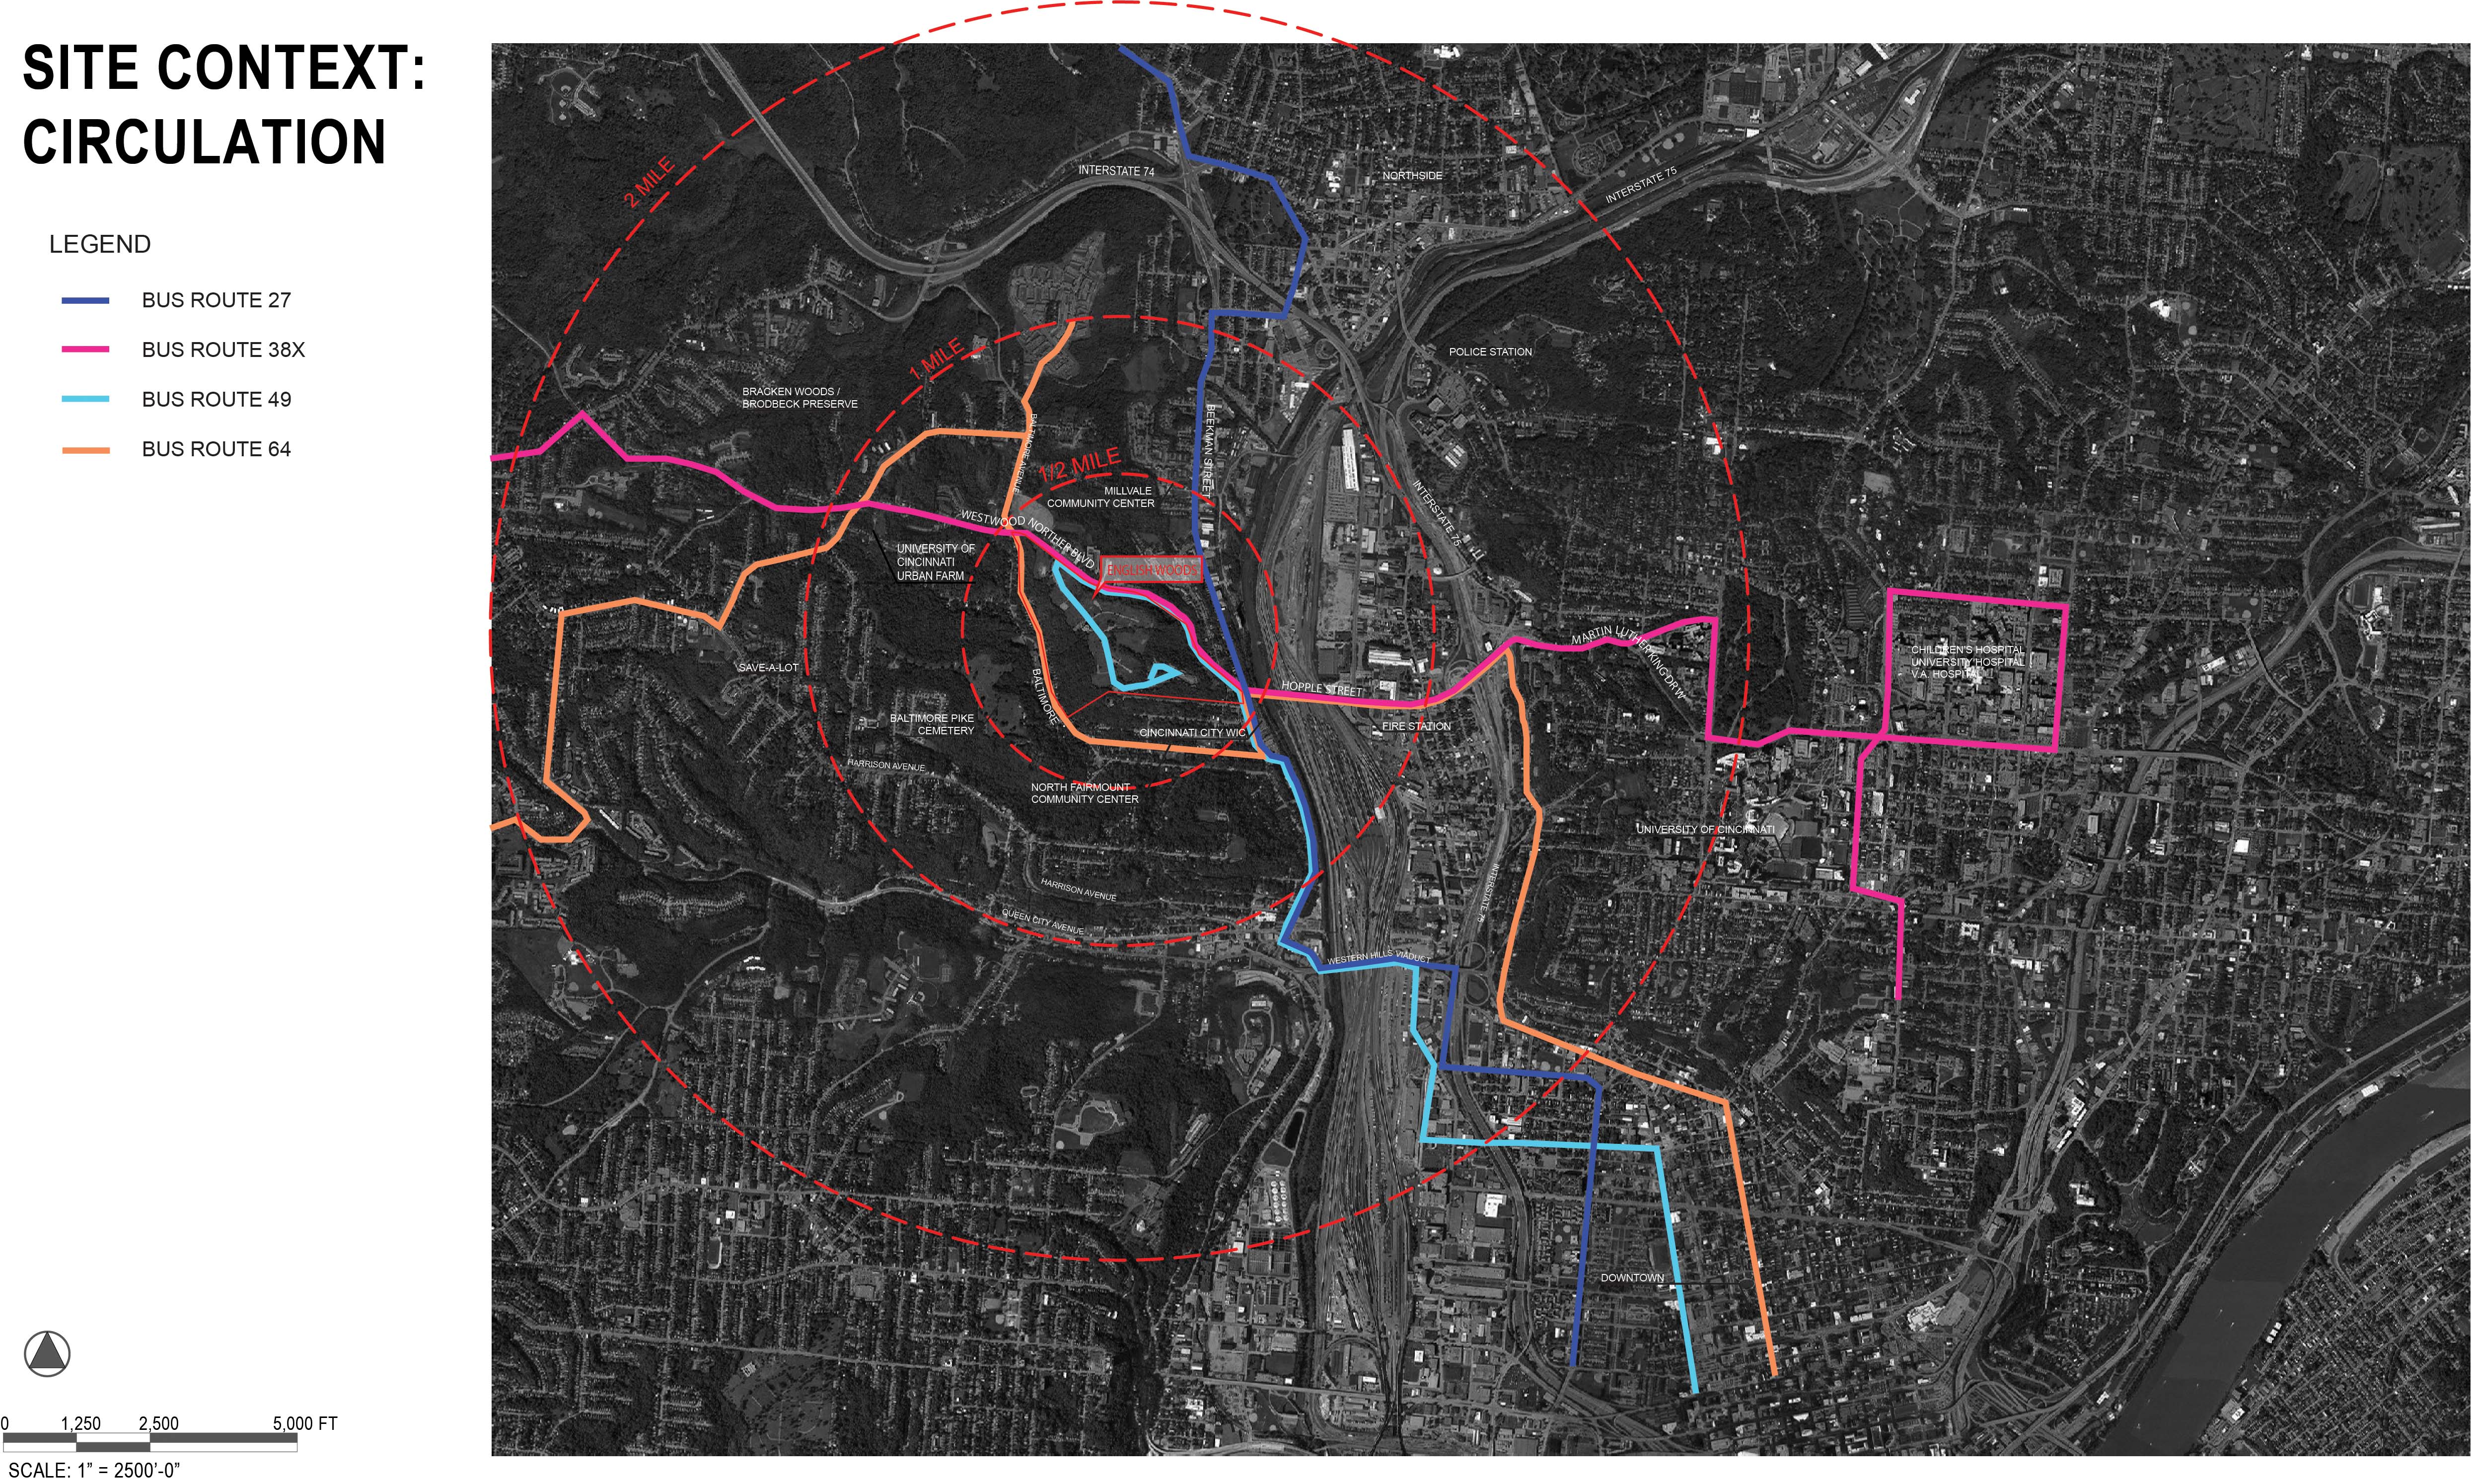 SITE CONTEXT:
CIRCULATION
LEGEND
BUS ROUTE 27
BUS ROUTE 38X
BUS ROUTE 49
BUS ROUTE 64
0 1,250 2,500 5,000 FT
SCALE: 1” = 2500’-0”
2 MILE
INTERSTATE 74
NORTHSIDE
INTERSTATE 75
1 MILE
POLICE STATION
BRACKEN WOODS /
BRODBECK PRESERVE
BALTIMORE AVENUE
BEEKMAN STREET
1/2 MILE
MILLVALE
COMMUNITY CENTER
INTERSTATE 75
WESTWOOD NORTHER BLVD
UNIVERSITY OF
CINCINNATI
URBAN FARM
ENGLISH WOODS
MARTIN LUTHER KING DR W
CHILDREN'S HOSPITAL
UNIVERSITY HOSPITAL
V.A. HOSPITAL
SAVE-A-LOT
BALTIMORE
HOPPLE STREET
BALTIMORE PIKE
CEMETERY
CINCINNATI CITY WIC
FIRE STATION
HARRISON AVENUE
NORTH FAIRMOUNT
COMMUNITY CENTER
UNIVERSITY OF CINCINNATI
HARRISON AVENUE
INTERSTATE 75
QUEEN CITY AVENUE
WESTERN HILLS VIADUCT
DOWNTOWN